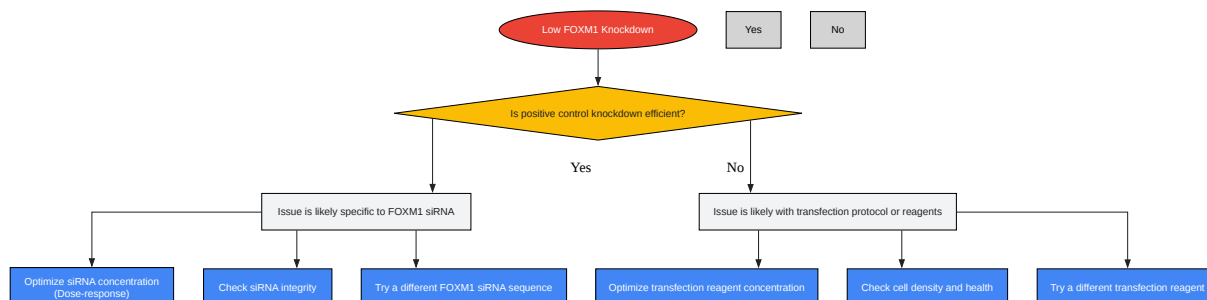 Low FOXM1 Knockdown
Yes
No
Is positive control knockdown efficient?
Yes
No
Issue is likely specific to FOXM1 siRNA
Issue is likely with transfection protocol or reagents
Optimize siRNA concentration
(Dose-response)
Check siRNA integrity
Try a different FOXM1 siRNA sequence
Optimize transfection reagent concentration
Check cell density and health
Try a different transfection reagent